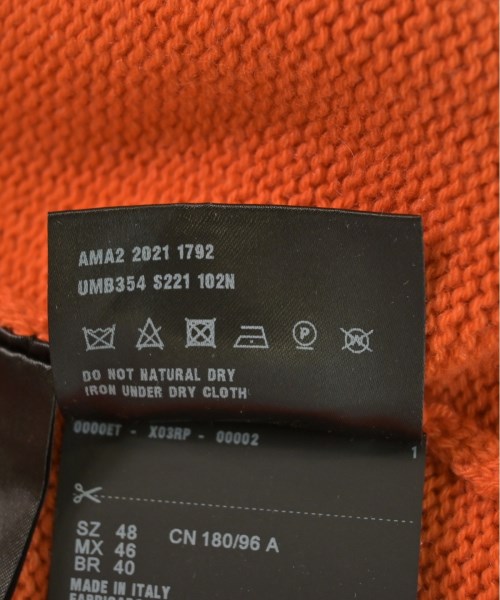 AMA2 2021 1792
UMB354 S221 102N
P W
DO NOT NATURAL DRY
IRON UNDER DRY CLOTH
0000ET - X03RP - 00002
1
SZ 48
MX 46
BR 40
CN 180/96 A
MADE IN ITALY